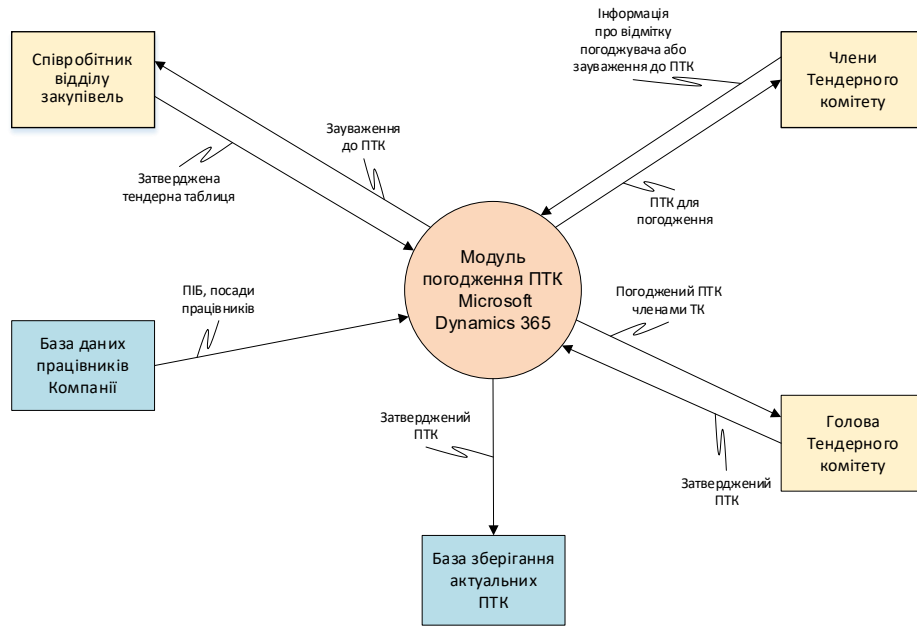 Співробітник
відділу
закупівель
Інформація
про відмітку
погоджувача або
зауваження до ПТК
Члени
Тендерного
комітету
Зауваження
до ПТК
Затверджена
тендерна таблиця
ПТК для
погодження
Модуль
погодження ПТК
Microsoft
Dynamics 365
ПІБ, посади
працівників
База даних
працівників
Компанії
Погоджений ПТК
членами ТК
Затверджений
ПТК
Голова
Тендерного
комітету
Затверджений
ПТК
База зберігання
актуальних
ПТК